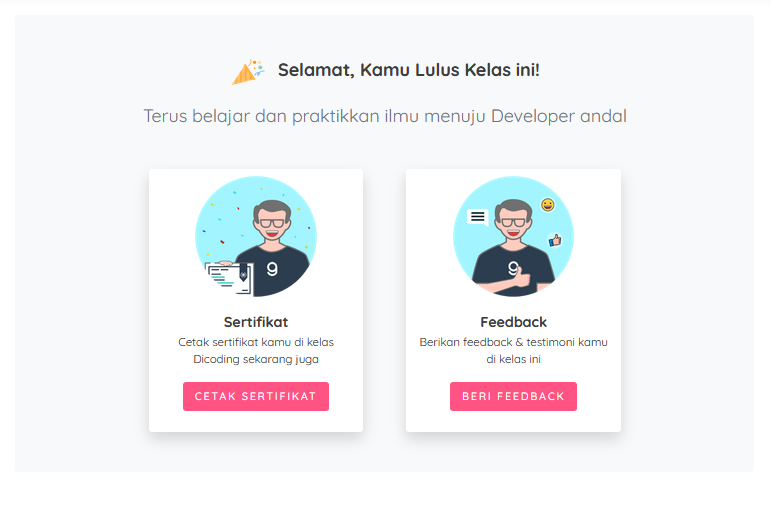 Selamat, Kamu Lulus Kelas ini!
Terus belajar dan praktikkan ilmu menuju Developer andal
Sertifikat
Cetak sertifikat kamu di kelas
Dicoding sekarang juga
CETAK SERTIFIKAT
Feedback
Berikan feedback & testimoni kamu
di kelas ini
BERI FEEDBACK